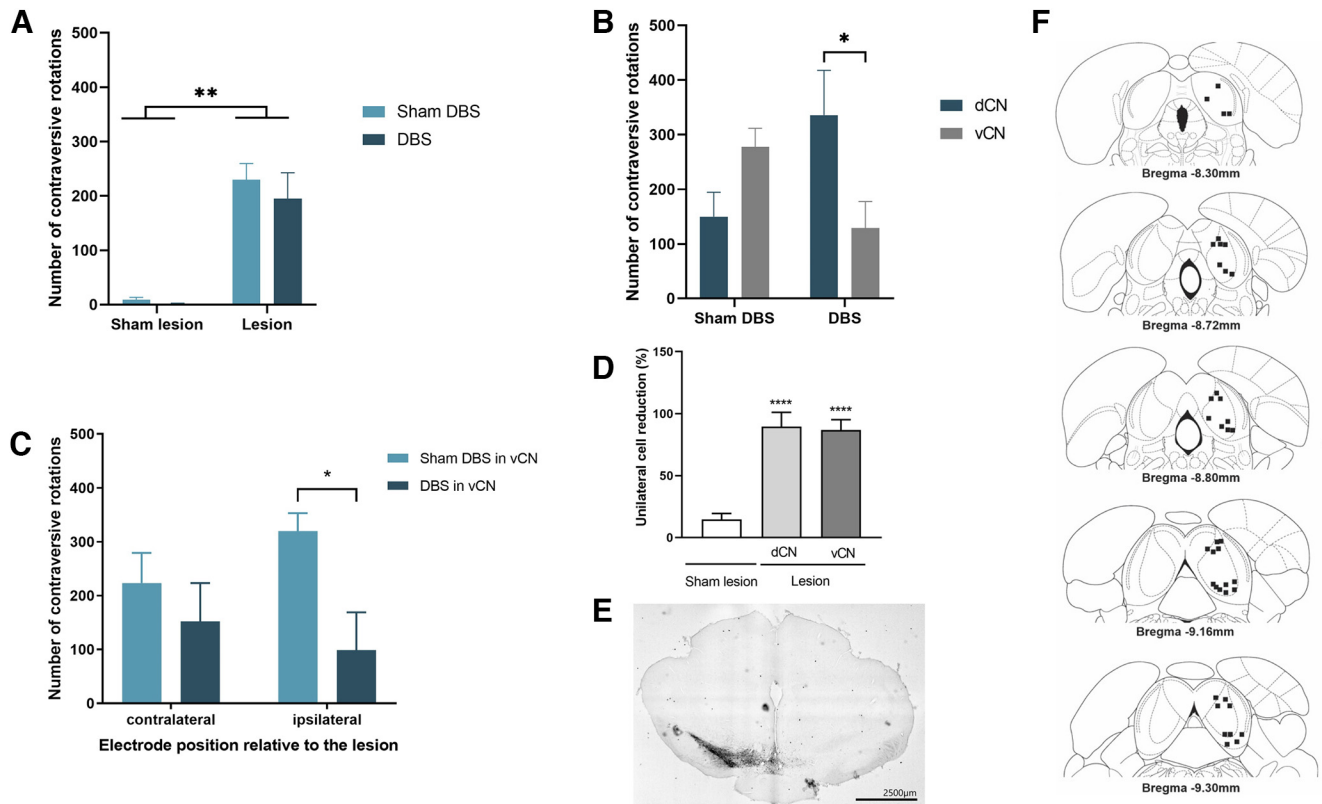 A
Number of contraversive rotations
500
400
300
200
100
0
**
Sham lesion
Lesion
Sham DBS
DBS
B
Number of contraversive rotations
500
400
300
200
100
0
*
Sham DBS
DBS
dCN
vCN
C
Number of contraversive rotations
500
400
300
200
100
0
*
contralateral
ipsilateral
Electrode position relative to the lesion
Sham DBS in vCN
DBS in vCN
D
Unilateral cell reduction (%)
150
100
50
0
****
****
dCN
vCN
Sham lesion
Lesion
E
2500µm
F
Bregma -8.30mm
Bregma -8.72mm
Bregma -8.80mm
Bregma -9.16mm
Bregma -9.30mm